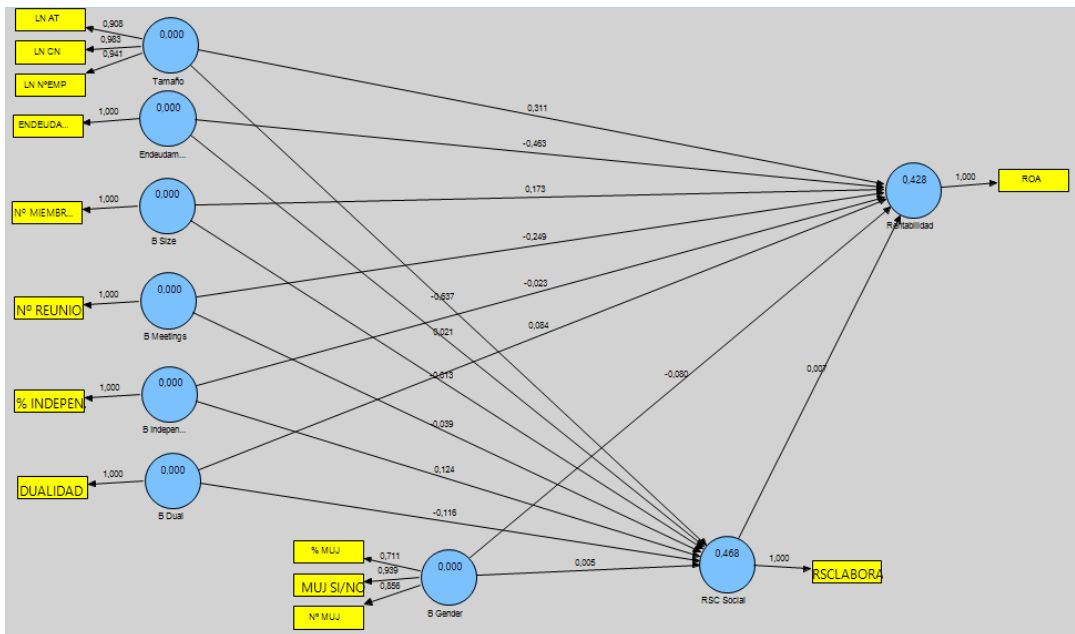 LN AT
0,908
0,000
LN CN
0,983
0,941
LN NºEMP
Tamaño
0,311
0,000
1,000
ENDEUDA...
Endeudam...
-0,463
0,428
1,000
ROA
Rentabilidad
0,000
1,000
0,173
Nº MIEMBR...
B Size
-0,249
0,000
1,000
Nº REUNIO
B Meetings
-0,023
-0,637
0,084
0,021
0,000
1,000
% INDEPEN.
B Indepen...
-0,013
-0,080
0,007
-0,039
0,000
1,000
DUALIDAD
B Dual
0,124
-0,116
% MUJ
0,711
0,000
MUJ SI/NO
0,939
0,856
Nº MUJ
B Gender
0,005
0,468
1,000
RSCLABORA
RSC Social